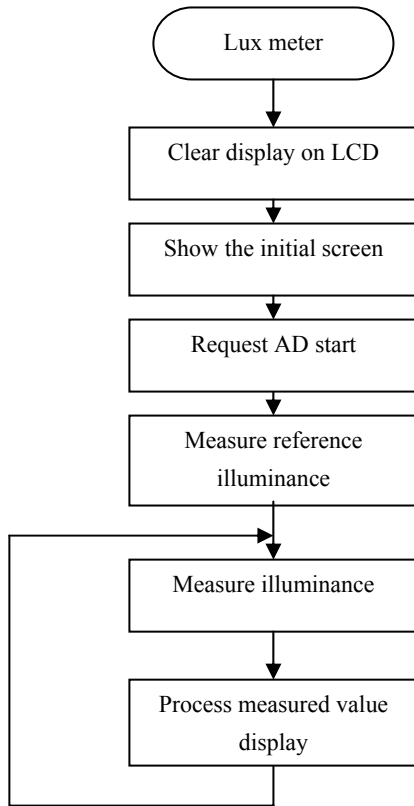 Lux meter
Clear display on LCD
Show the initial screen
Request AD start
Measure reference
illuminance
Measure illuminance
Process measured value
display